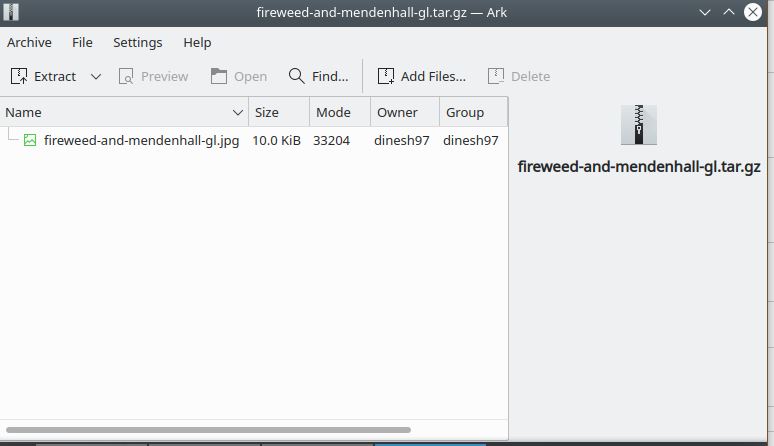 fireweed-and-mendenhall-gl.tar.gz — Ark
Archive File Settings Help
Extract Preview Open Find... Add Files... Delete
Name Size Mode Owner Group
fireweed-and-mendenhall-gl.jpg 10.0 KiB 33204 dinesh97 dinesh97
fireweed-and-mendenhall-gl.tar.gz